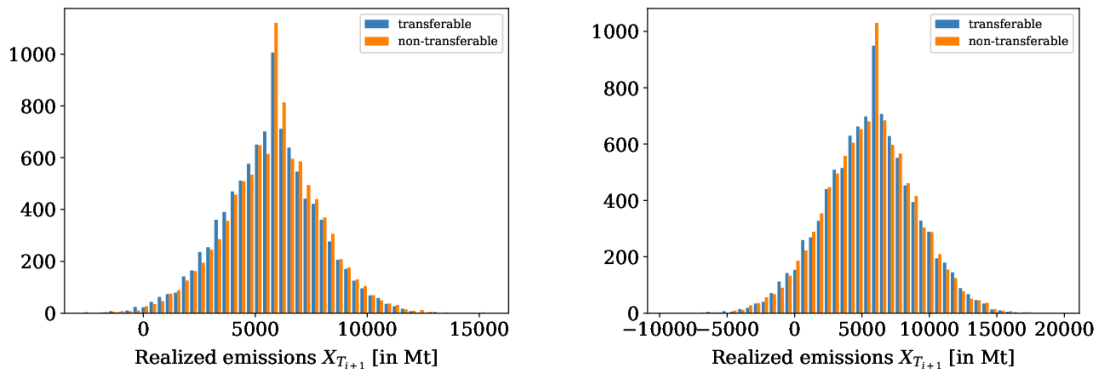 transferable
non-transferable
1000
800
600
400
200
0
0 5000 10000 15000
Realized emissions X_{T_{i+1}} [in Mt]
transferable
non-transferable
1000
800
600
400
200
0
−10000 −5000 0 5000 10000 15000 20000
Realized emissions X_{T_{i+1}} [in Mt]